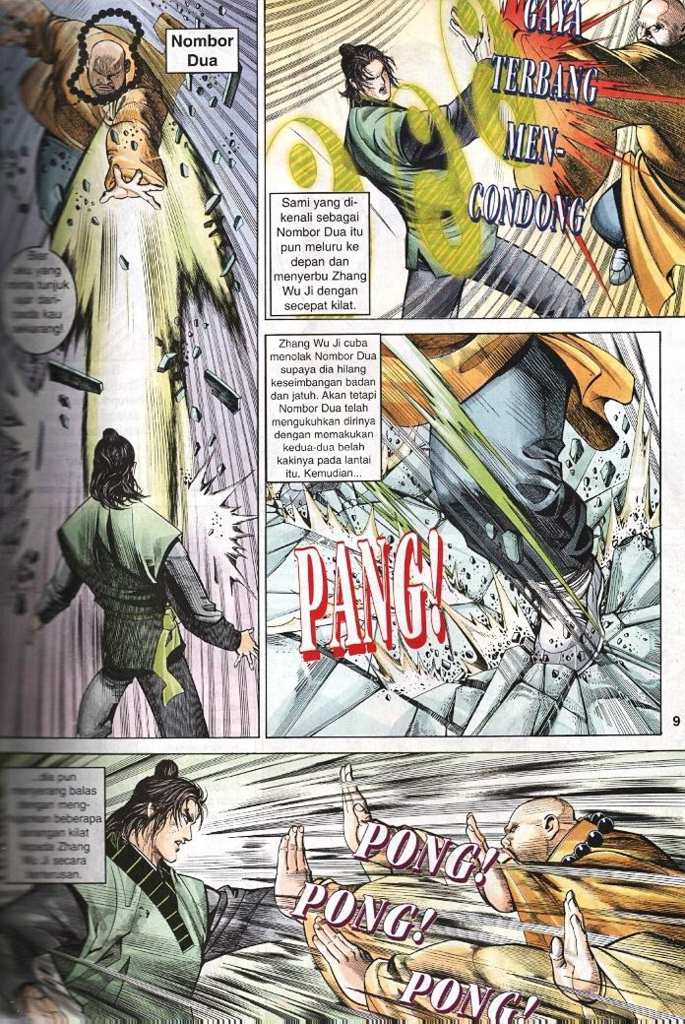 Nombor
Dua
yang
tunjuk
kau
GAYA
TERBANG
MEN-
CONDONG
Sami yang di-
kenali sebagai
Nombor Dua itu
pun meluru ke
depan dan
menyerbu Zhang
Wu Ji dengan
secepat kilat.
Zhang Wu Ji cuba
menolak Nombor Dua
supaya dia hilang
keseimbangan badan
dan jatuh. Akan tetapi
Nombor Dua telah
mengukuhkan dirinya
dengan memakukan
kedua-dua belah
kakinya pada lantai
itu. Kemudian...
PANG!
9
...dia pun
menyerang balas
dengan meng-
beberapa
kilat
Zhang
Wu Ji secara
PONG!
PONG!
PONG!